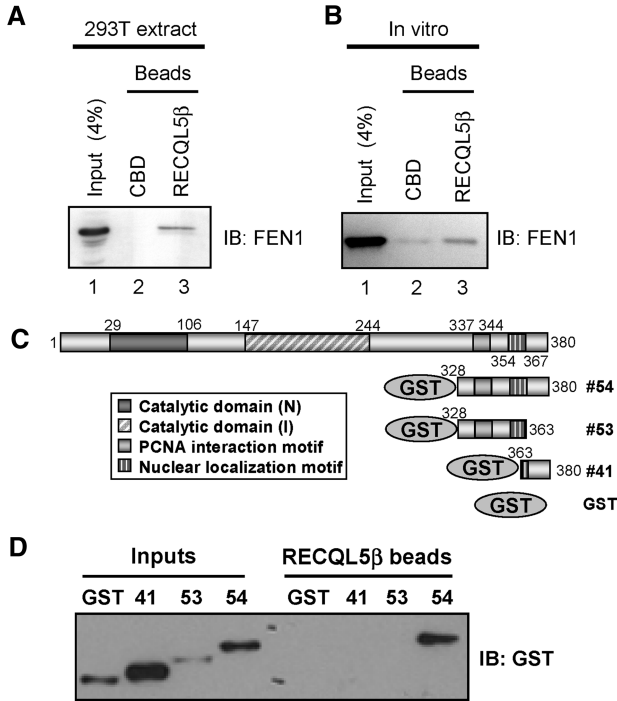 A
293T extract
Beads
Input (4%)
CBD
RECQL5β
IB: FEN1
1 2 3
B
In vitro
Beads
Input (4%)
CBD
RECQL5β
IB: FEN1
1 2 3
C
29 106 147 244 337 344
1 380
354 367
328
GST 380 #54
328
GST 363 #53
363
GST 380 #41
GST GST
Catalytic domain (N)
Catalytic domain (I)
PCNA interaction motif
Nuclear localization motif
D
Inputs RECQL5β beads
GST 41 53 54 GST 41 53 54
IB: GST